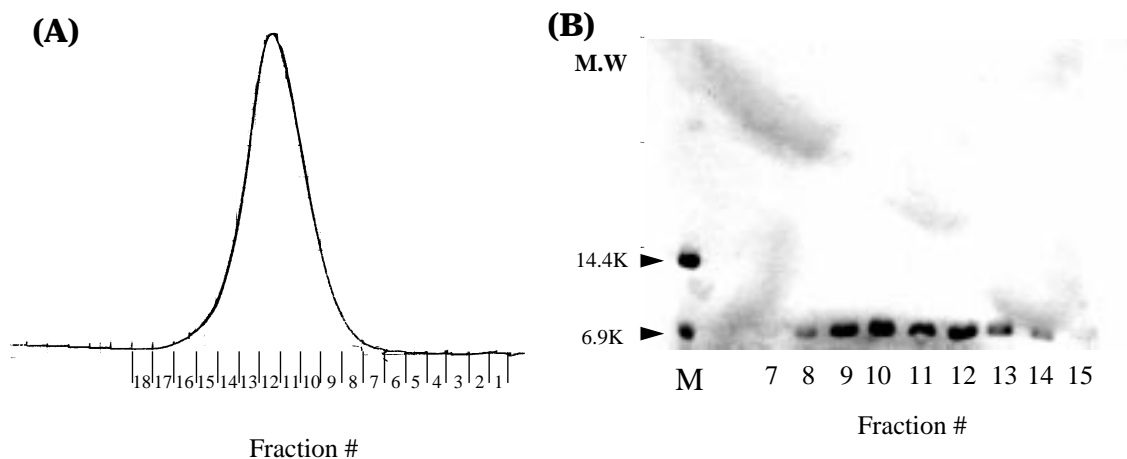 (A)
18 17 16 15 14 13 12 11 10 9 8 7 6 5 4 3 2 1
Fraction #
(B)
M.W
14.4K
6.9K
M 7 8 9 10 11 12 13 14 15
Fraction #